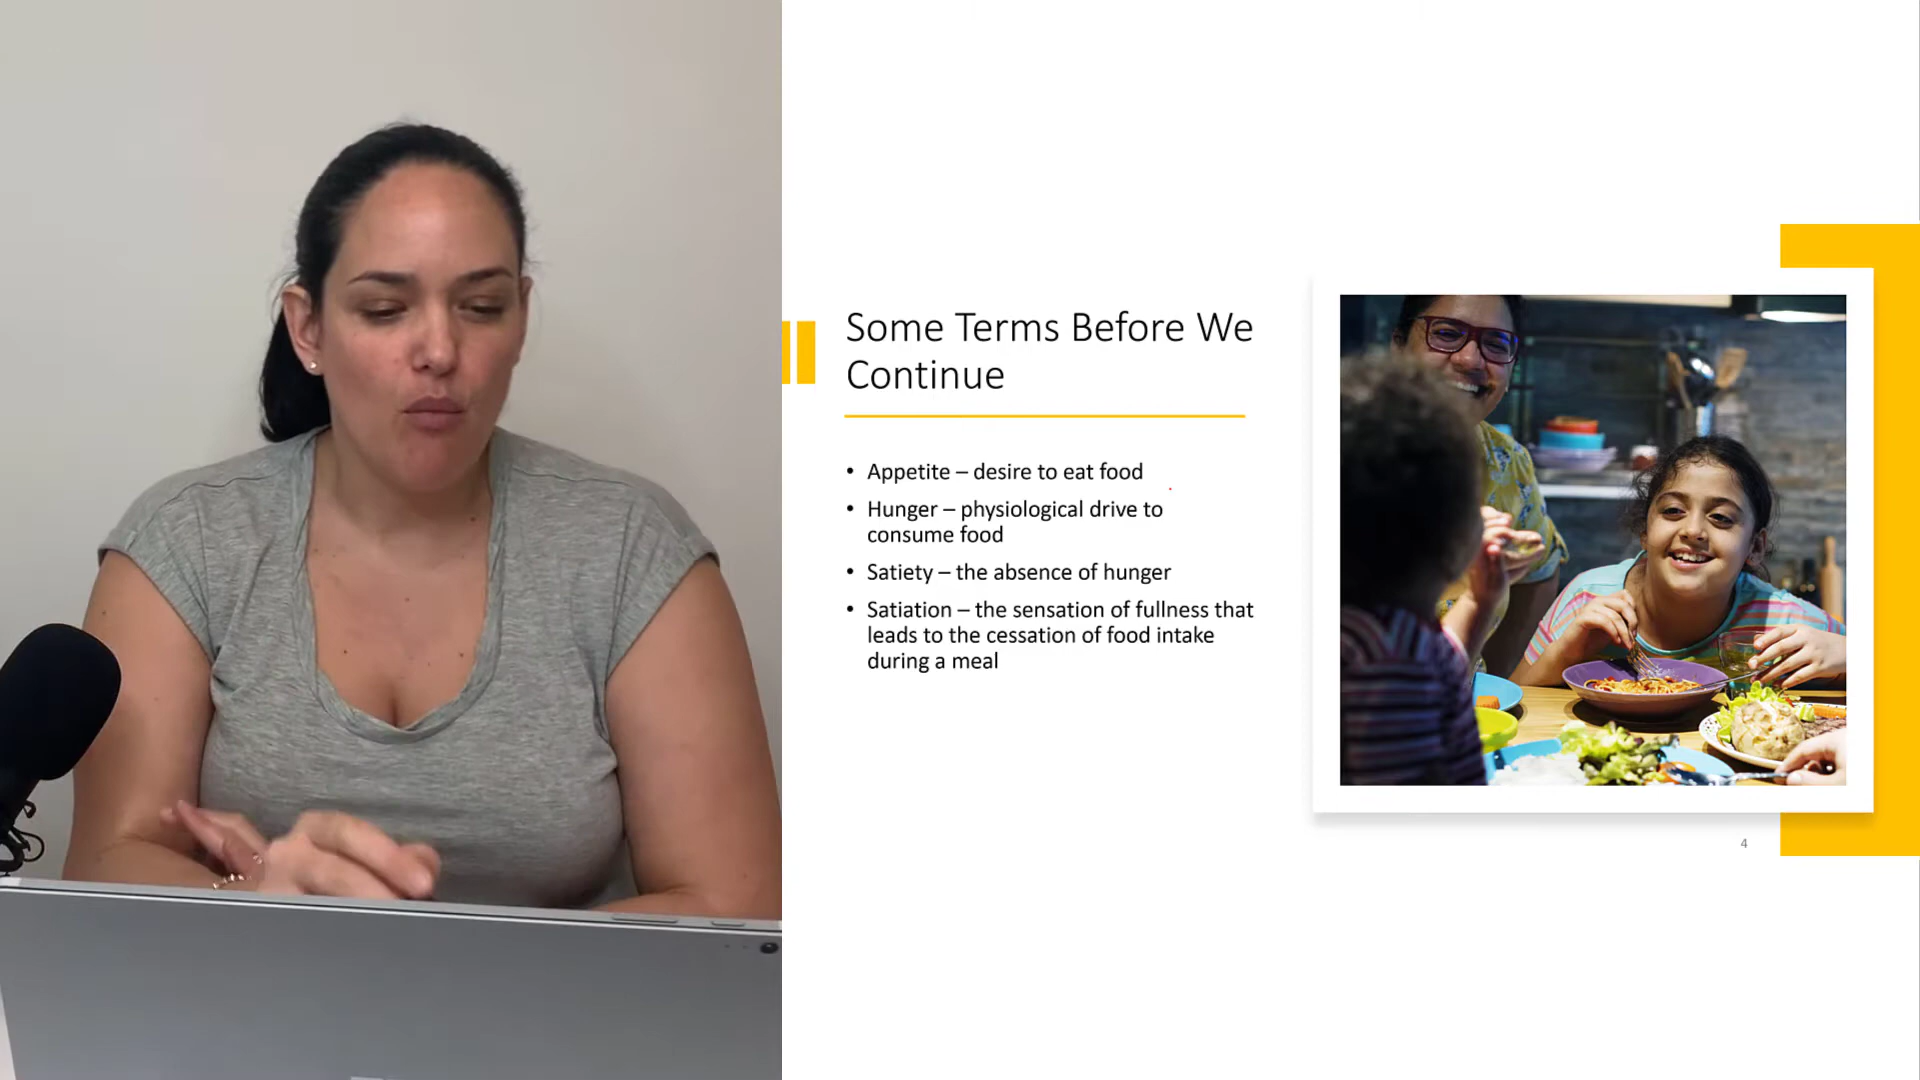 Some Terms Before We
Continue
• Appetite – desire to eat food
• Hunger – physiological drive to
consume food
• Satiety – the absence of hunger
• Satiation – the sensation of fullness that
leads to the cessation of food intake
during a meal
4